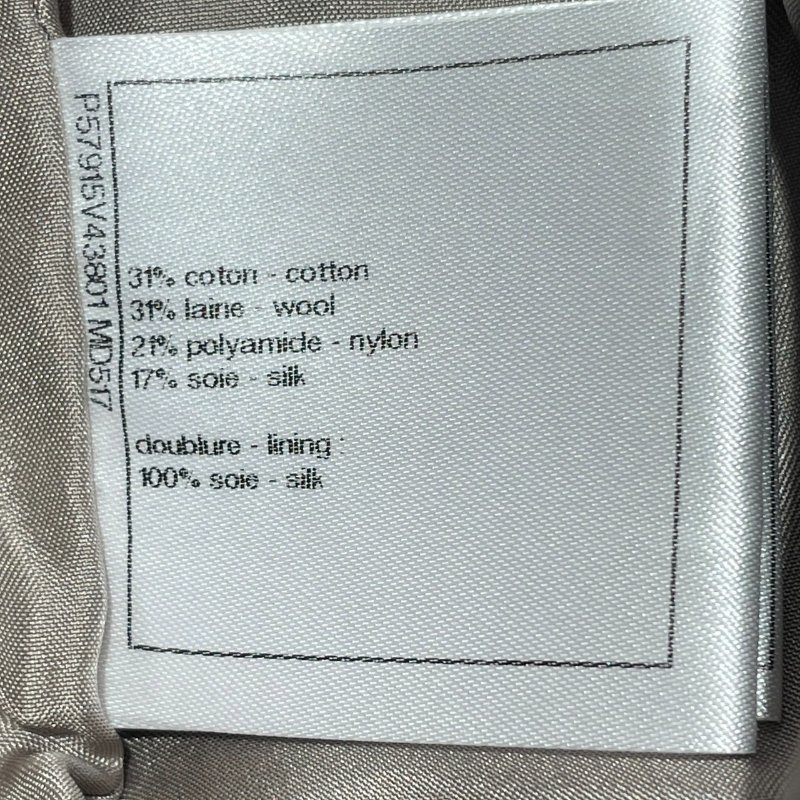 P57915V43801 MD517
31% coton - cotton
31% laine - wool
21% polyamide - nylon
17% soie - silk
doublure - lining :
100% soie - silk